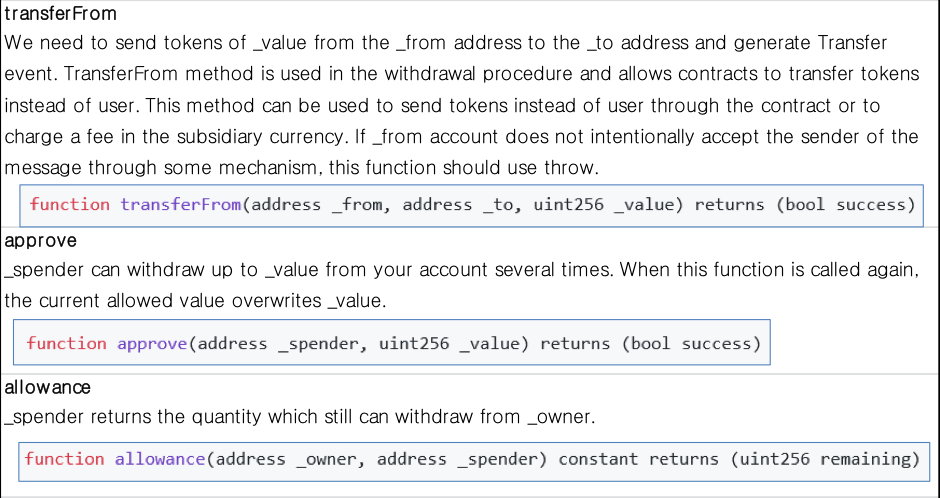 transferFrom
We need to send tokens of _value from the _from address to the _to address and generate Transfer
event. TransferFrom method is used in the withdrawal procedure and allows contracts to transfer tokens
instead of user. This method can be used to send tokens instead of user through the contract or to
charge a fee in the subsidiary currency. If _from account does not intentionally accept the sender of the
message through some mechanism, this function should use throw.
function transferFrom(address _from, address _to, uint256 _value) returns (bool success)
approve
_spender can withdraw up to _value from your account several times. When this function is called again,
the current allowed value overwrites _value.
function approve(address _spender, uint256 _value) returns (bool success)
allowance
_spender returns the quantity which still can withdraw from _owner.
function allowance(address _owner, address _spender) constant returns (uint256 remaining)